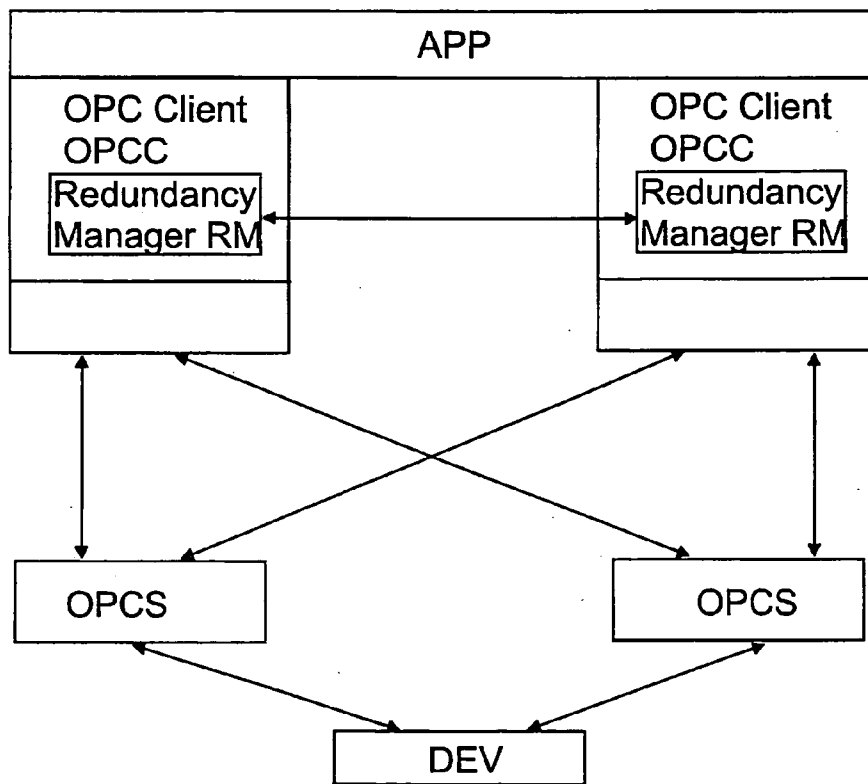 APP
OPC Client
OPCC
Redundancy
Manager RM
OPC Client
OPCC
Redundancy
Manager RM
OPCS
OPCS
DEV